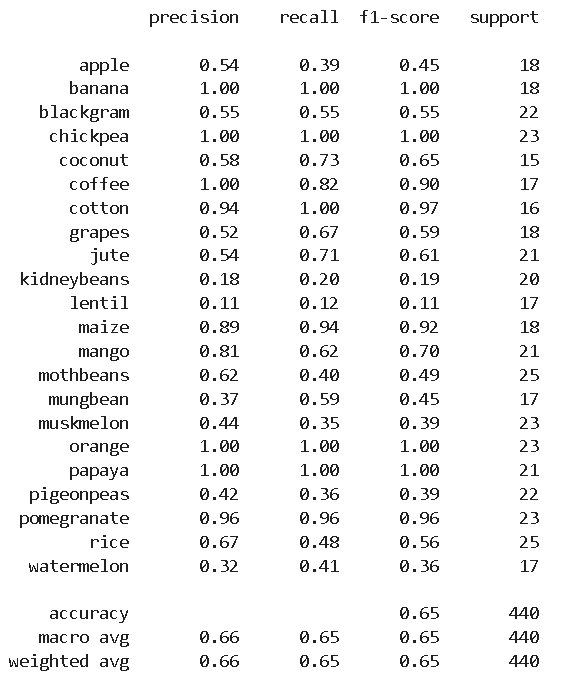 precision recall f1-score support
apple 0.54 0.39 0.45 18
banana 1.00 1.00 1.00 18
blackgram 0.55 0.55 0.55 22
chickpea 1.00 1.00 1.00 23
coconut 0.58 0.73 0.65 15
coffee 1.00 0.82 0.90 17
cotton 0.94 1.00 0.97 16
grapes 0.52 0.67 0.59 18
jute 0.54 0.71 0.61 21
kidneybeans 0.18 0.20 0.19 20
lentil 0.11 0.12 0.11 17
maize 0.89 0.94 0.92 18
mango 0.81 0.62 0.70 21
mothbeans 0.62 0.40 0.49 25
mungbean 0.37 0.59 0.45 17
muskmelon 0.44 0.35 0.39 23
orange 1.00 1.00 1.00 23
papaya 1.00 1.00 1.00 21
pigeonpeas 0.42 0.36 0.39 22
pomegranate 0.96 0.96 0.96 23
rice 0.67 0.48 0.56 25
watermelon 0.32 0.41 0.36 17
accuracy 0.65 440
macro avg 0.66 0.65 0.65 440
weighted avg 0.66 0.65 0.65 440